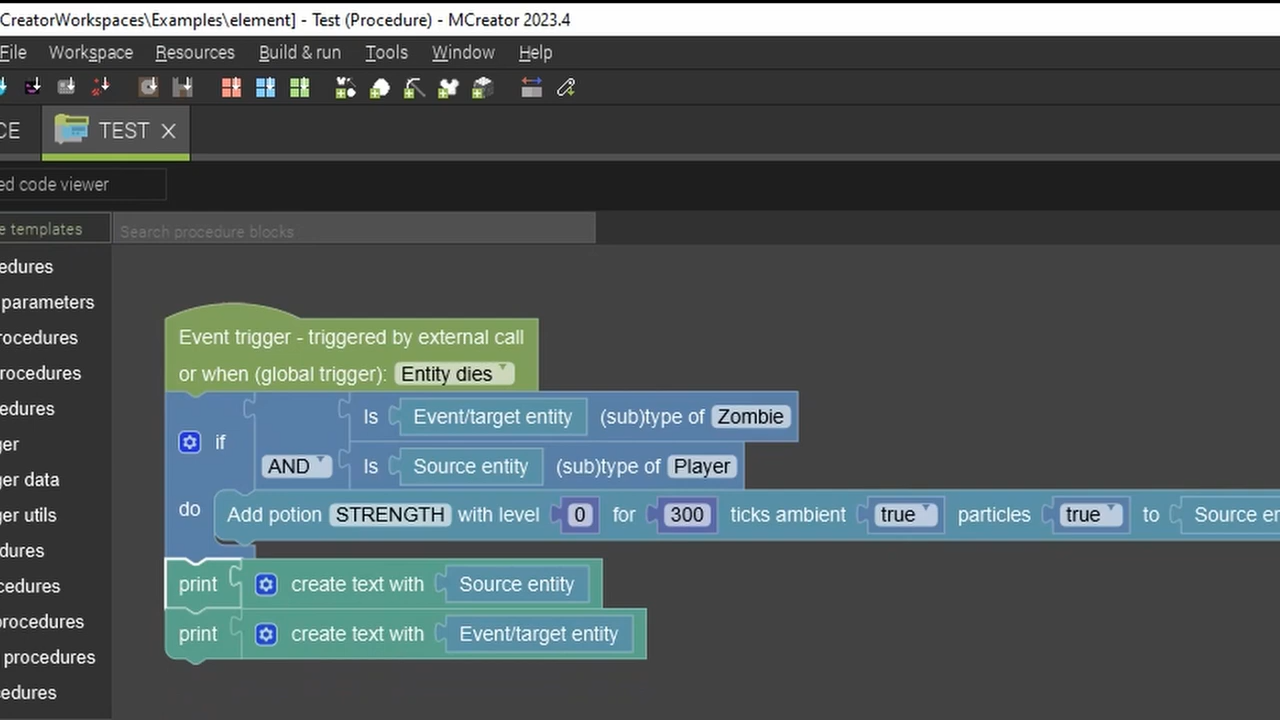 CreatorWorkspaces\Examples\element] - Test (Procedure) - MCreator 2023.4
File Workspace Resources Build & run Tools Window Help
CE TEST
ed code viewer
e templates Search procedure blocks
edures
parameters
rocedures
rocedures
edures
ger
ger data
ger utils
dures
cedures
procedures
procedures
cedures
Event trigger - triggered by external call
or when (global trigger): Entity dies
if
Is Event/target entity (sub)type of Zombie
AND Is Source entity (sub)type of Player
do Add potion STRENGTH with level 0 for 300 ticks ambient true particles true to Source er
print create text with Source entity
print create text with Event/target entity